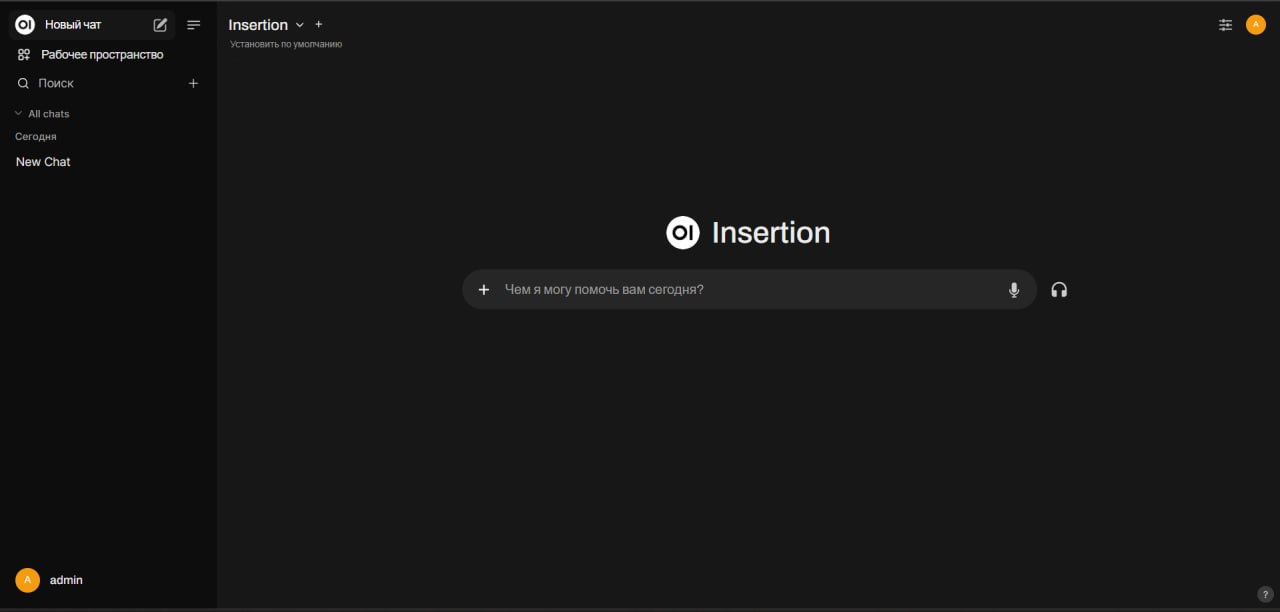 OI Новый чат
Рабочее пространство
Поиск
All chats
Сегодня
New Chat
A admin
Insertion
Установить по умолчанию
A
OI Insertion
Чем я могу помочь вам сегодня?
?